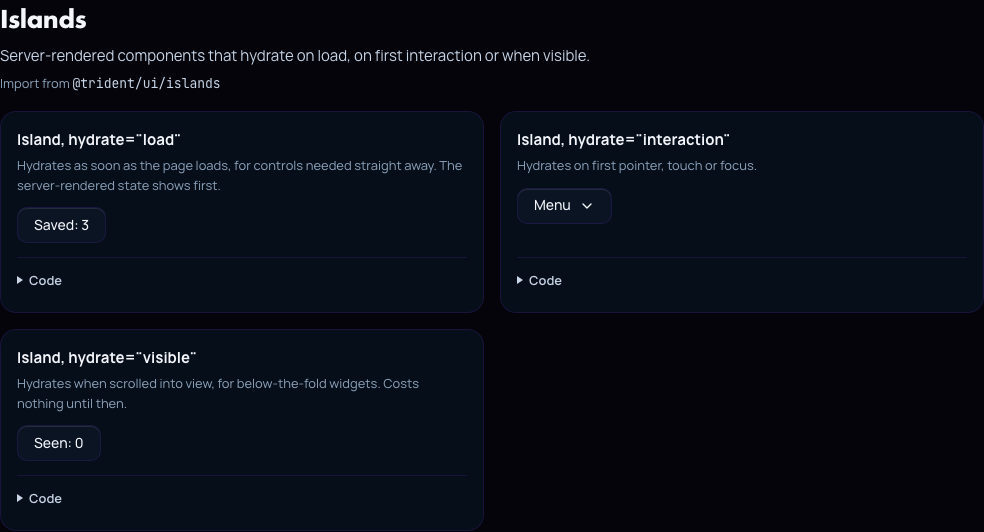 Islands
Server-rendered components that hydrate on load, on first interaction or when visible.
Import from @trident/ui/islands
Island, hydrate="load"
Hydrates as soon as the page loads, for controls needed straight away. The
server-rendered state shows first.
Saved: 3
Code
Island, hydrate="interaction"
Hydrates on first pointer, touch or focus.
Menu
Code
Island, hydrate="visible"
Hydrates when scrolled into view, for below-the-fold widgets. Costs
nothing until then.
Seen: 0
Code